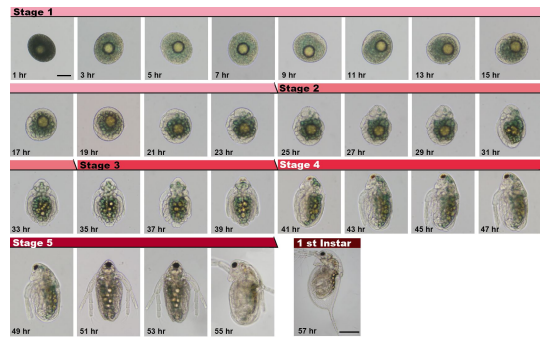 Stage 1
1 hr 3 hr 5 hr 7 hr 9 hr 11 hr 13 hr 15 hr
Stage 2
17 hr 19 hr 21 hr 23 hr 25 hr 27 hr 29 hr 31 hr
Stage 3 Stage 4
33 hr 35 hr 37 hr 39 hr 41 hr 43 hr 45 hr 47 hr
Stage 5 1 st Instar
49 hr 51 hr 53 hr 55 hr 57 hr